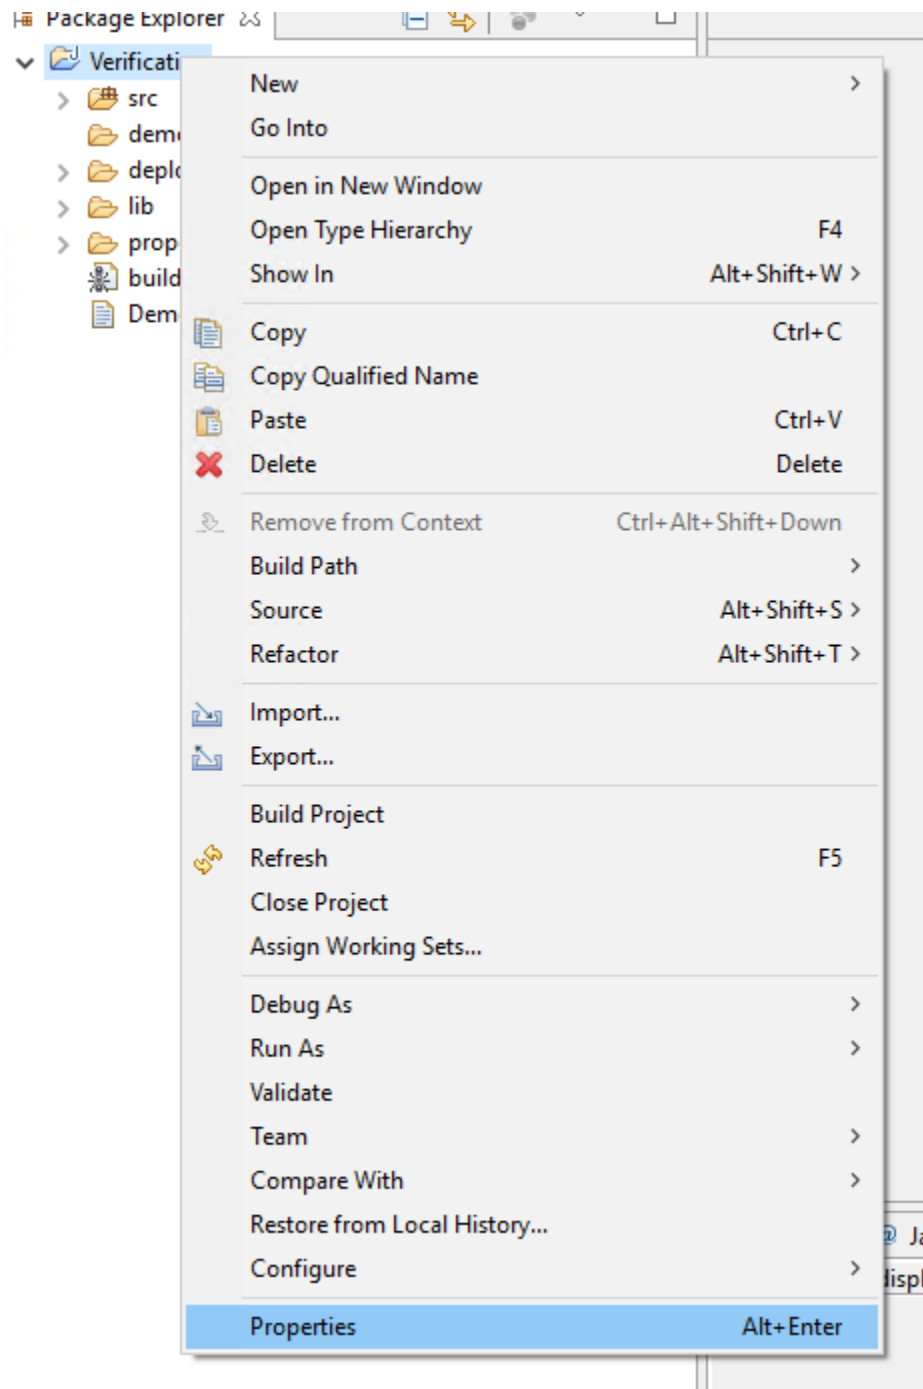 Package Explorer
Verificati
src
dem
deplo
lib
prop
build
Dem
New
Go Into
Open in New Window
Open Type Hierarchy F4
Show In Alt+Shift+W
Copy Ctrl+C
Copy Qualified Name
Paste Ctrl+V
Delete Delete
Remove from Context Ctrl+Alt+Shift+Down
Build Path
Source Alt+Shift+S
Refactor Alt+Shift+T
Import...
Export...
Build Project
Refresh F5
Close Project
Assign Working Sets...
Debug As
Run As
Validate
Team
Compare With
Restore from Local History...
Configure
Properties Alt+Enter
@ Ja
displ